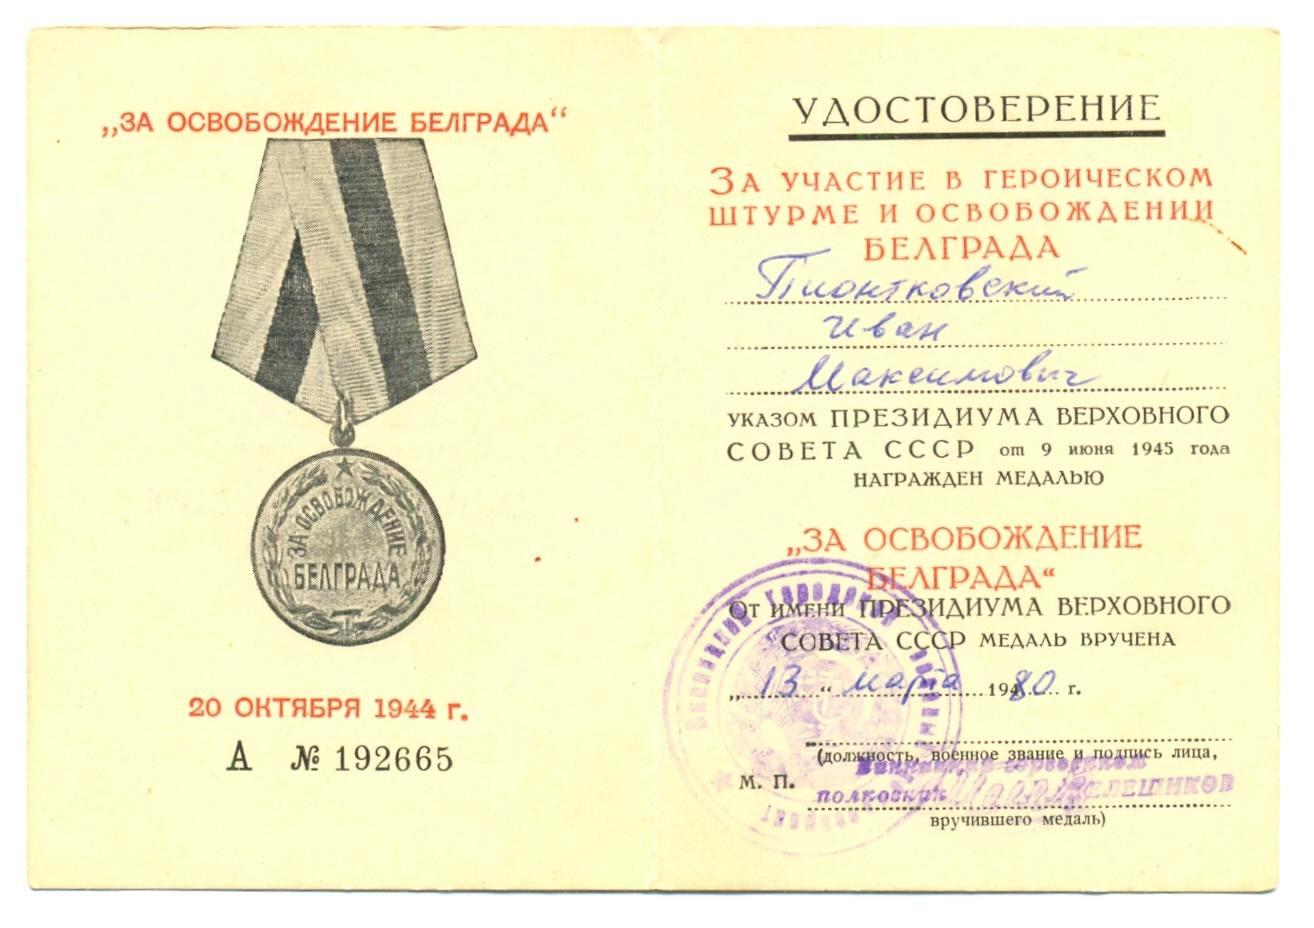 „ЗА ОСВОБОЖДЕНИЕ БЕЛГРАДА“
ЗА ОСВОБОЖДЕНИЕ
БЕЛГРАДА
20 ОКТЯБРЯ 1944 г.
А № 192665
УДОСТОВЕРЕНИЕ
ЗА УЧАСТИЕ В ГЕРОИЧЕСКОМ
ШТУРМЕ И ОСВОБОЖДЕНИИ
БЕЛГРАДА
Пионтковский
Иван
Максимович
УКАЗОМ ПРЕЗИДИУМА ВЕРХОВНОГО
СОВЕТА СССР от 9 июня 1945 года
НАГРАЖДЕН МЕДАЛЬЮ
„ЗА ОСВОБОЖДЕНИЕ
БЕЛГРАДА“
ОТ ИМЕНИ ПРЕЗИДИУМА ВЕРХОВНОГО
СОВЕТА СССР МЕДАЛЬ ВРУЧЕНА
„13“ марта 1980 г.
(должность, военное звание и подпись лица,
М. П.
полковник
вручившего медаль)